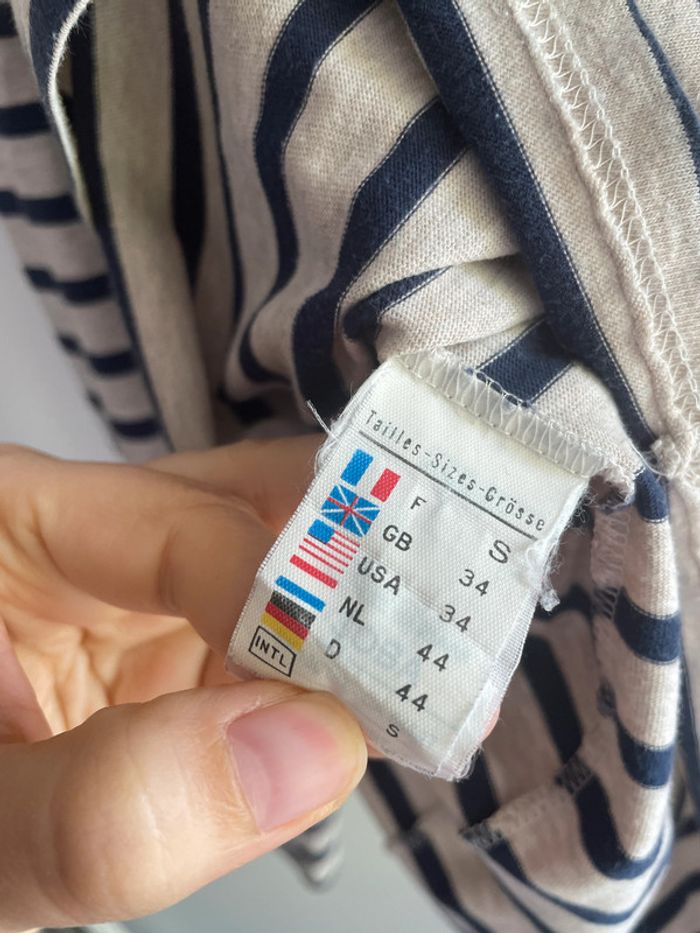 Tailles-Sizes-Grösse
F S
GB 34
USA 34
NL 44
D 44
INTL S